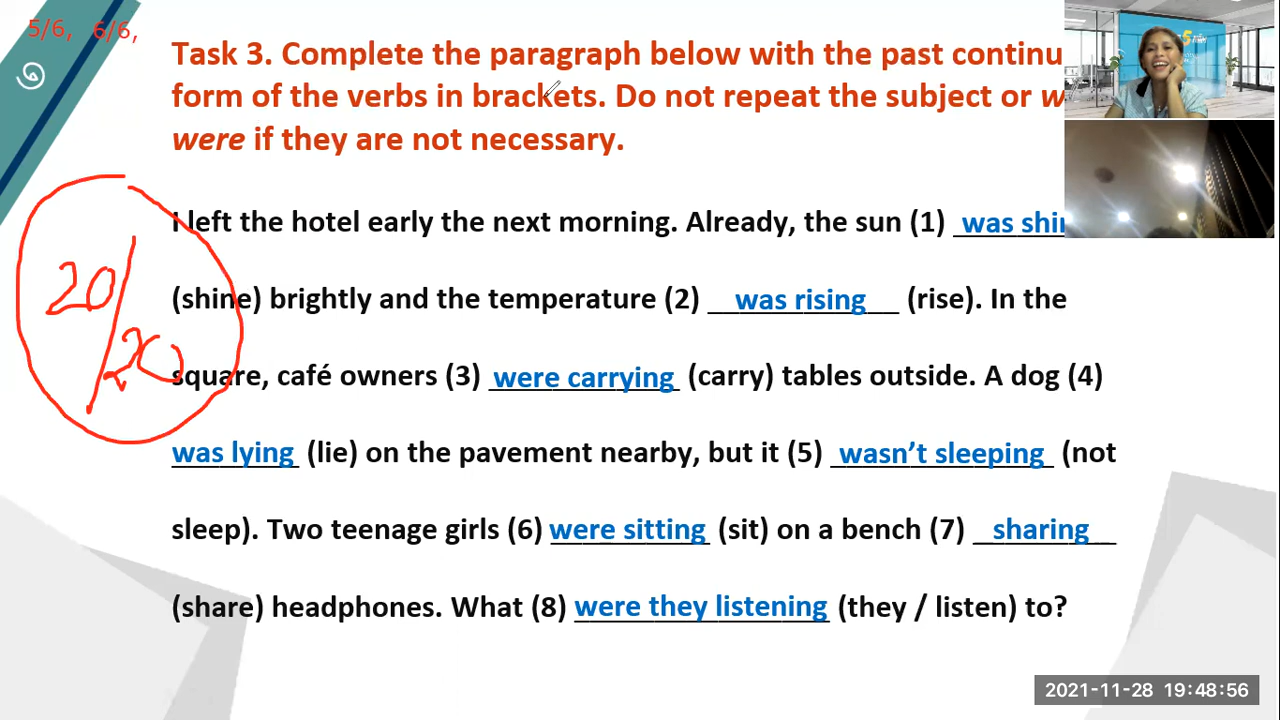 5/6, 6/6,
Task 3. Complete the paragraph below with the past continu
form of the verbs in brackets. Do not repeat the subject or w
were if they are not necessary.
I left the hotel early the next morning. Already, the sun (1) was shin
(shine) brightly and the temperature (2) __was rising__ (rise). In the
20/20
square, café owners (3) were carrying (carry) tables outside. A dog (4)
was lying (lie) on the pavement nearby, but it (5) wasn’t sleeping (not
sleep). Two teenage girls (6) were sitting (sit) on a bench (7) _sharing_
(share) headphones. What (8) were they listening (they / listen) to?
2021-11-28 19:48:56